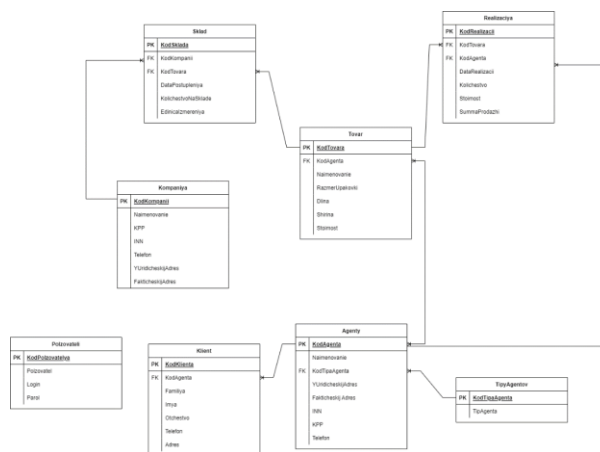 Sklad
PK KodSklada
FK KodKompanii
FK KodTovara
DataPostupleniya
KolichestvoNaSklade
EdinicaIzmereniya
Realizaciya
PK KodRealizacii
FK KodTovara
FK KodAgenta
DataRealizacii
Kolichestvo
Stoimost
SummaProdazhi
Tovar
PK KodTovara
FK KodAgenta
Naimenovanie
RazmerUpakovki
Dlina
Shirina
Stoimost
Kompaniya
PK KodKompanii
Naimenovanie
KPP
INN
Telefon
YUridicheskijAdres
FakticheskijAdres
Polzovateli
PK KodPolzovatelya
Polzovatel
Login
Parol
Klient
PK KodKlienta
FK KodAgenta
Familiya
Imya
Otchestvo
Telefon
Adres
Agenty
PK KodAgenta
Naimenovanie
FK KodTipaAgenta
YUridicheskijAdres
Fakticheskij Adres
INN
KPP
Telefon
TipyAgentov
PK KodTipaAgenta
TipAgenta